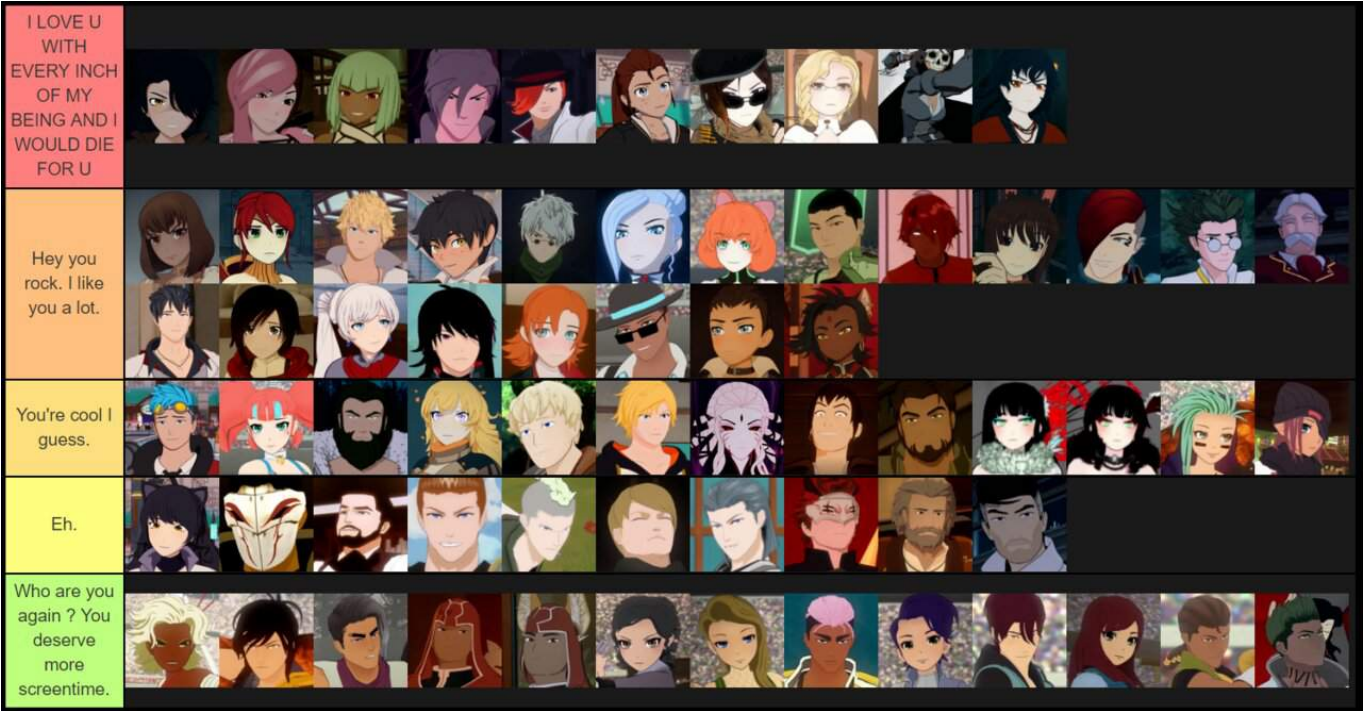 I LOVE U
WITH
EVERY INCH
OF MY
BEING AND I
WOULD DIE
FOR U
Hey you
rock. I like
you a lot.
You're cool I
guess.
Eh.
Who are you
again ? You
deserve
more
screentime.